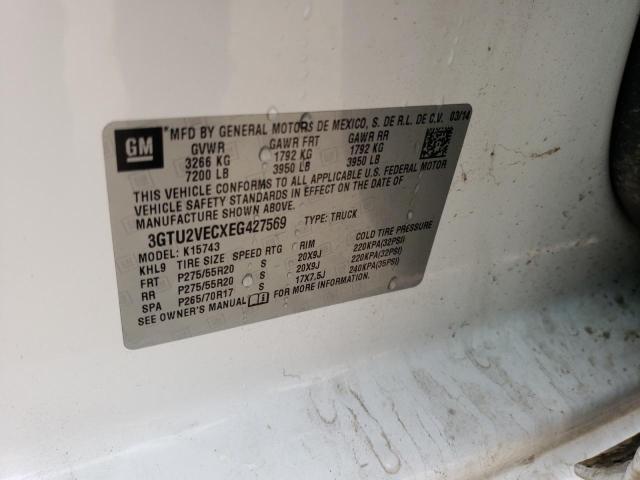 GM *MFD BY GENERAL MOTORS DE MEXICO, S. DE R.L. DE C.V. 03/14
GVWR GAWR FRT GAWR RR
3266 KG 1792 KG 1792 KG
7200 LB 3950 LB 3950 LB
THIS VEHICLE CONFORMS TO ALL APPLICABLE U.S. FEDERAL MOTOR
VEHICLE SAFETY STANDARDS IN EFFECT ON THE DATE OF
MANUFACTURE SHOWN ABOVE.
3GTU2VECXEG427569 TYPE: TRUCK
MODEL: K15743
KHL9 TIRE SIZE SPEED RTG RIM COLD TIRE PRESSURE
FRT P275/55R20 S 20X9J 220KPA(32PSI)
RR P275/55R20 S 20X9J 220KPA(32PSI)
SPA P265/70R17 S 17X7.5J 240KPA(35PSI)
SEE OWNER'S MANUAL